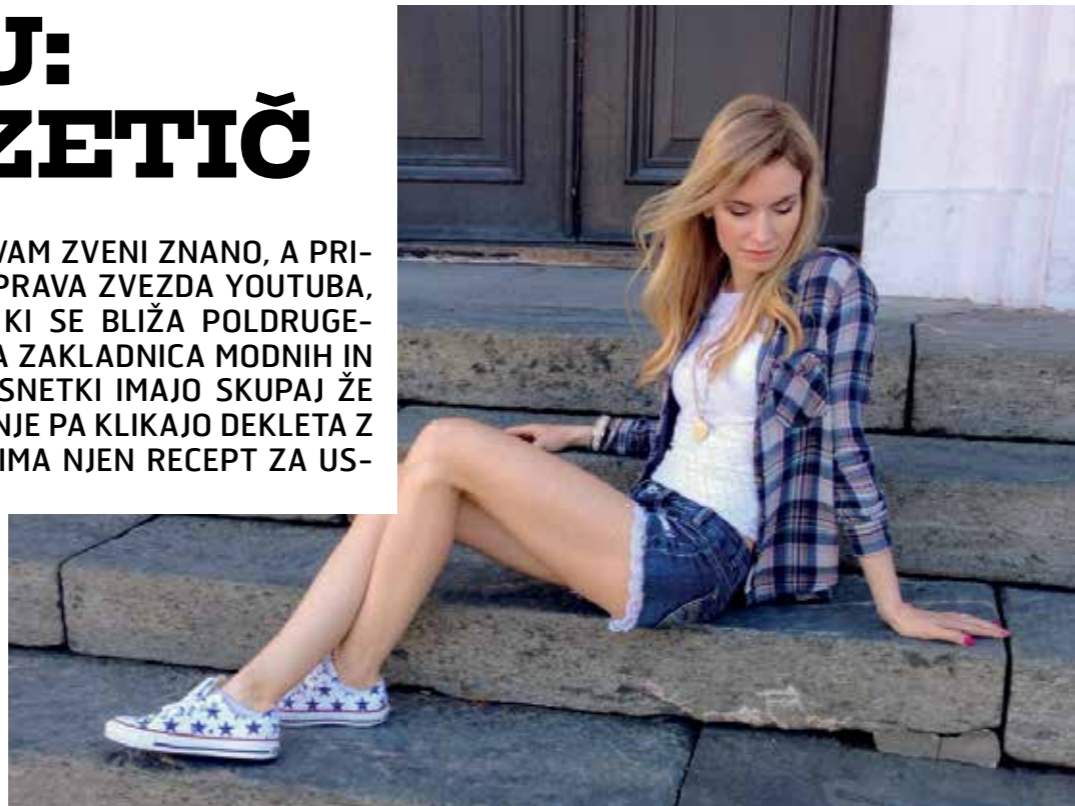 U:
ZETIČ
VAM ZVENI ZNANO, A PRI-
PRAVA ZVEZDA YOUTUBA,
KI SE BLIŽA POLDRUGE-
A ZAKLADNICA MODNIH IN
SNETKI IMAJO SKUPAJ ŽE
NJE PA KLIKAJO DEKLETA Z
IMA NJEN RECEPT ZA US-